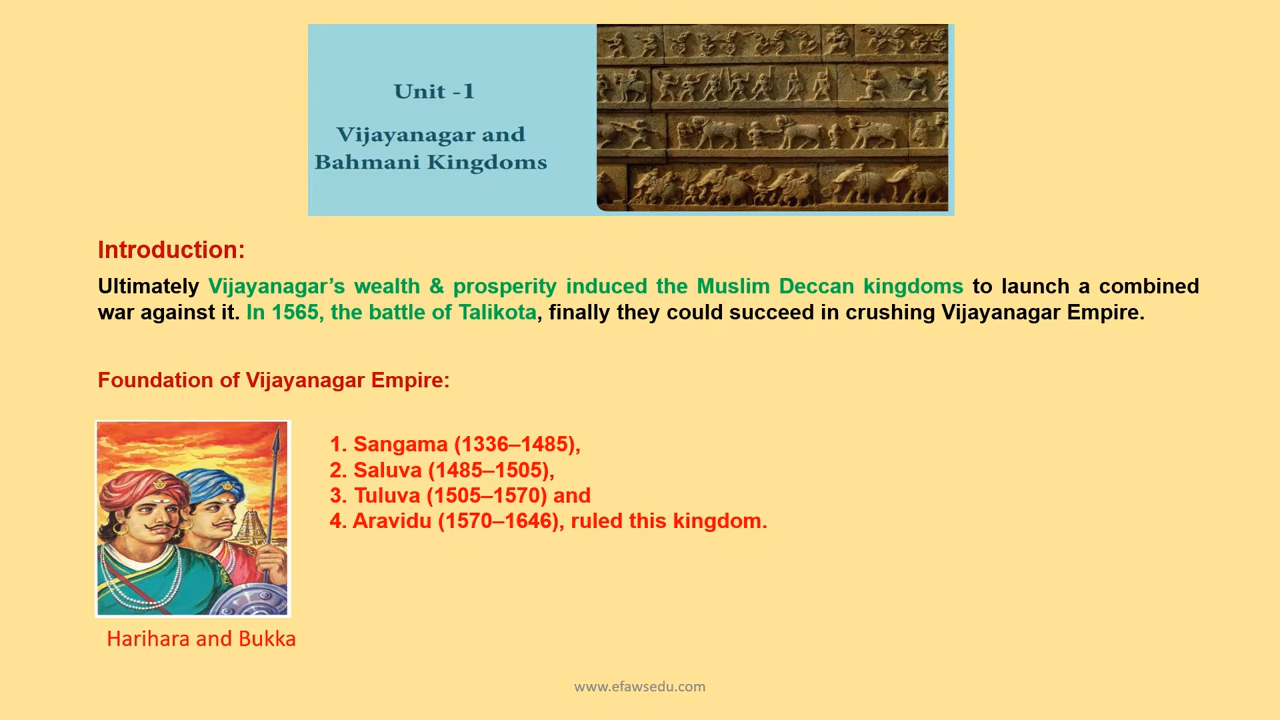 Unit -1
Vijayanagar and
Bahmani Kingdoms
Introduction:
Ultimately Vijayanagar’s wealth & prosperity induced the Muslim Deccan kingdoms to launch a combined
war against it. In 1565, the battle of Talikota, finally they could succeed in crushing Vijayanagar Empire.
Foundation of Vijayanagar Empire:
1. Sangama (1336–1485),
2. Saluva (1485–1505),
3. Tuluva (1505–1570) and
4. Aravidu (1570–1646), ruled this kingdom.
Harihara and Bukka
www.efawsedu.com